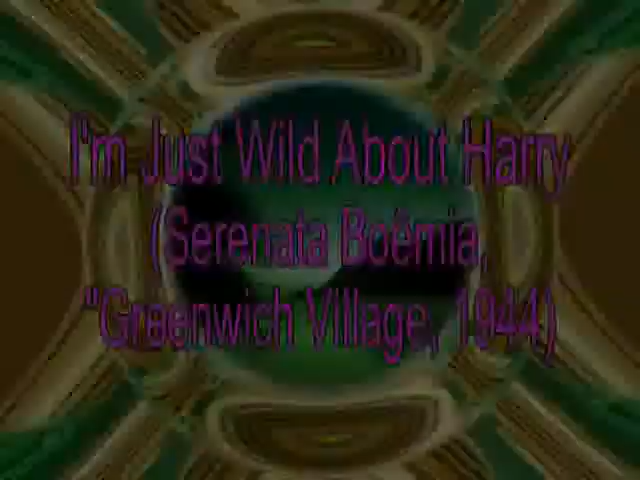 I'm Just Wild About Harry
(Serenata Boêmia,
"Greenwich Village, 1944)